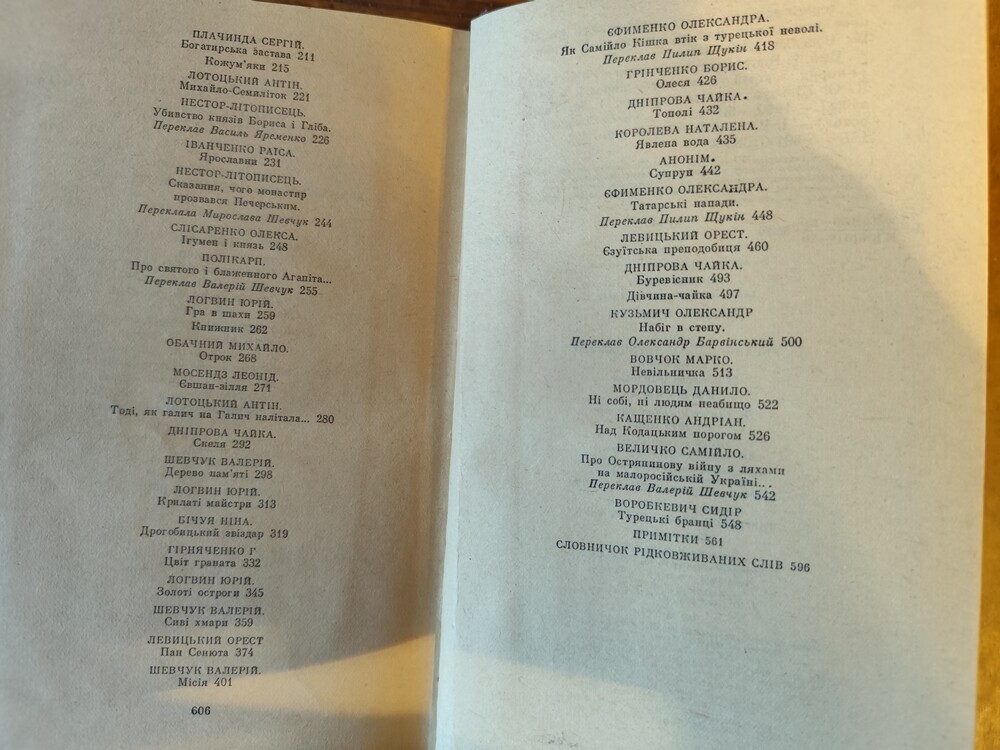 ПЛАЧИНДА СЕРГІЙ.
Богатирська застава 211
Кожум'яки 215
ЛОТОЦЬКИЙ АНТІН.
Михайло-Семиліток 221
НЕСТОР-ЛІТОПИСЕЦЬ.
Убивство князів Бориса і Гліба.
Переклав Василь Яременко 226
ІВАНЧЕНКО РАЇСА.
Ярославни 231
НЕСТОР-ЛІТОПИСЕЦЬ.
Сказання, чого монастир
прозвався Печерським.
Переклала Мирослава Шевчук 244
СЛІСАРЕНКО ОЛЕКСА.
Ігумен і князь 248
ПОЛІКАРП.
Про святого і блаженного Агапіта...
Переклав Валерій Шевчук 255
ЛОГВИН ЮРІЙ.
Гра в шахи 259
Книжник 262
ОБАЧНИЙ МИХАЙЛО.
Отрок 268
МОСЕНДЗ ЛЕОНІД.
Євшан-зілля 271
ЛОТОЦЬКИЙ АНТІН.
Тоді, як галич на Галич налітала... 280
ДНІПРОВА ЧАЙКА.
Скеля 292
ШЕВЧУК ВАЛЕРІЙ.
Дерево пам'яті 298
ЛОГВИН ЮРІЙ.
Крилаті майстри 313
БІЧУЯ НІНА.
Дрогобицький звіздар 319
ГІРНЯЧЕНКО Г
Цвіт граната 332
ЛОГВИН ЮРІЙ.
Золоті остроги 345
ШЕВЧУК ВАЛЕРІЙ.
Сиві хмари 359
ЛЕВИЦЬКИЙ ОРЕСТ
Пан Сенюта 374
ШЕВЧУК ВАЛЕРІЙ.
Місія 401
606
ЄФИМЕНКО ОЛЕКСАНДРА.
Як Самійло Кішка втік з турецької неволі.
Переклав Пилип Щукін 418
ГРІНЧЕНКО БОРИС.
Олеся 426
ДНІПРОВА ЧАЙКА.
Тополі 432
КОРОЛЕВА НАТАЛЕНА.
Явлена вода 435
АНОНІМ.
Супрун 442
ЄФИМЕНКО ОЛЕКСАНДРА.
Татарські напади.
Переклав Пилип Щукін 448
ЛЕВИЦЬКИЙ ОРЕСТ.
Єзуїтська преподобиця 460
ДНІПРОВА ЧАЙКА.
Буревісник 493
Дівчина-чайка 497
КУЗЬМИЧ ОЛЕКСАНДР
Набіг в степу.
Переклав Олександр Барвінський 500
ВОВЧОК МАРКО.
Невільничка 513
МОРДОВЕЦЬ ДАНИЛО.
Ні собі, ні людям неабищо 522
КАЩЕНКО АНДРІАН.
Над Кодацьким порогом 526
ВЕЛИЧКО САМІЙЛО.
Про Острянинову війну з ляхами
на малоросійській Україні...
Переклав Валерій Шевчук 542
ВОРОБКЕВИЧ СИДІР
Турецькі бранці 548
ПРИМІТКИ 561
СЛОВНИЧОК РІДКОВЖИВАНИХ СЛІВ 596